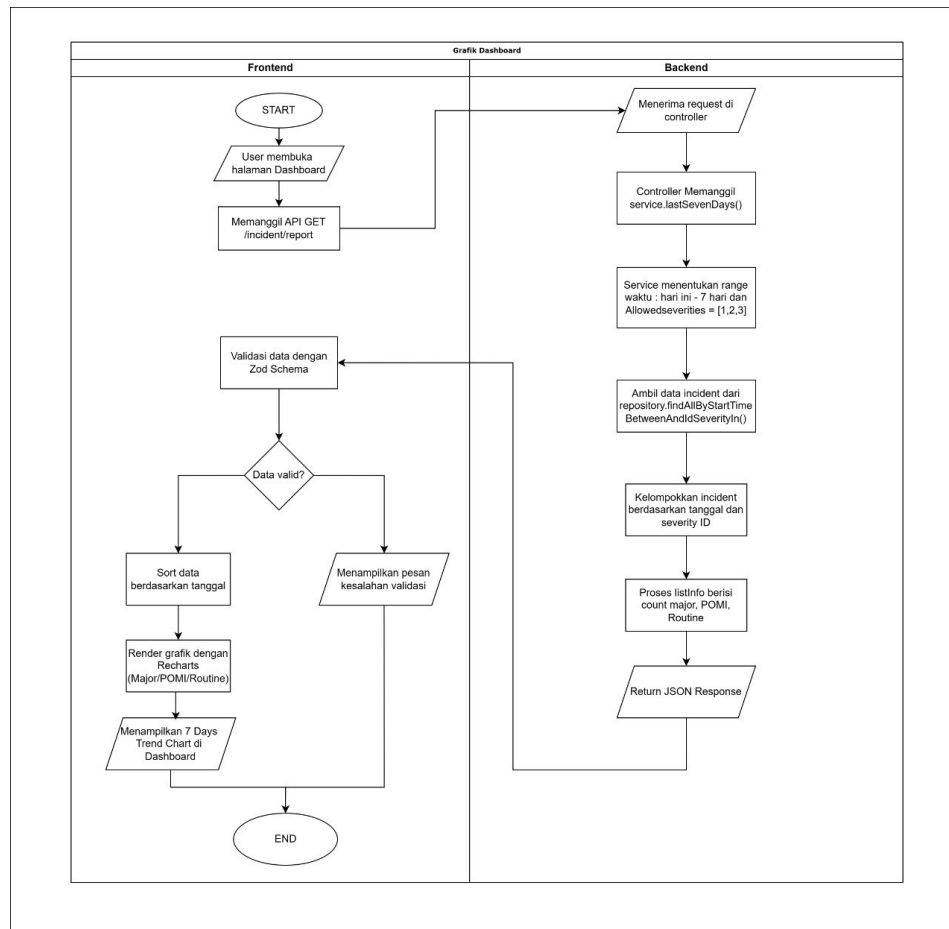 Grafik Dashboard
Frontend
Backend
START
User membuka
halaman Dashboard
Memanggil API GET
/incident/report
Menerima request di
controller
Controller Memanggil
service.lastSevenDays()
Service menentukan range
waktu : hari ini - 7 hari dan
Allowedseverities = [1,2,3]
Ambil data incident dari
repository.findAllByStartTime
BetweenAndIdSeverityIn()
Kelompokkan incident
berdasarkan tanggal dan
severity ID
Proses listInfo berisi
count major, POMI,
Routine
Return JSON Response
Validasi data dengan
Zod Schema
Data valid?
Sort data
berdasarkan tanggal
Render grafik dengan
Recharts
(Major/POMI/Routine)
Menampilkan 7 Days
Trend Chart di
Dashboard
Menampilkan pesan
kesalahan validasi
END